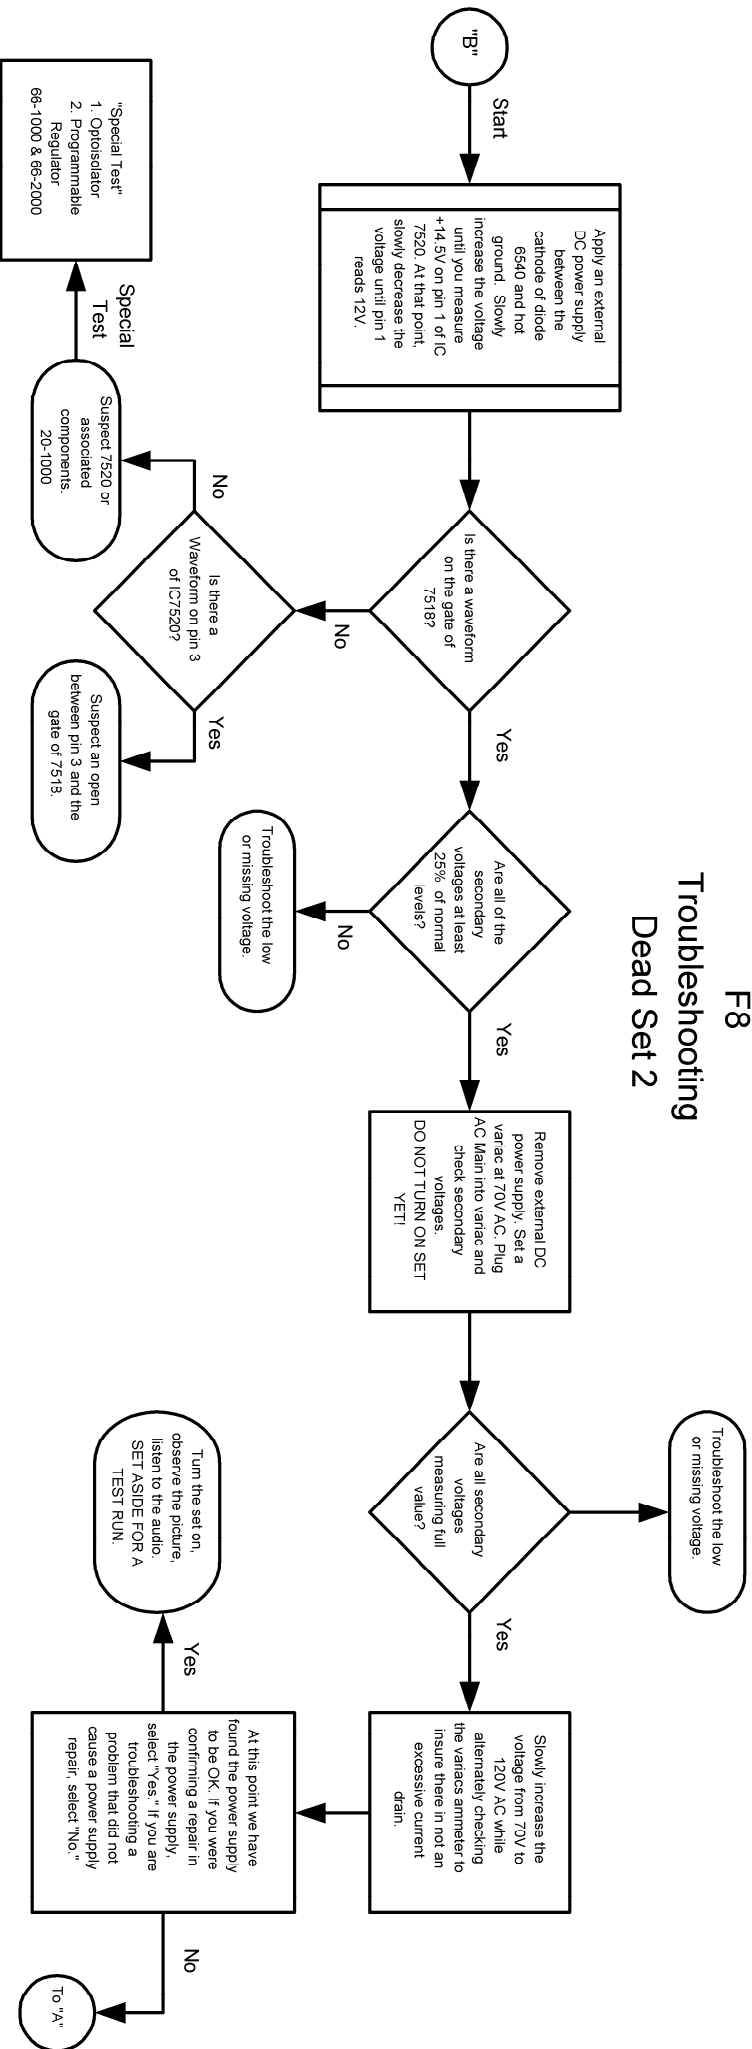 F8
Troubleshooting
Dead Set 2
"B"
Start
Apply an external
DC power supply
between the
cathode of diode
6540 and hot
ground. Slowly
increase the voltage
until you measure
+14.5V on pin 1 of IC
7520. At that point,
slowly decrease the
voltage until pin 1
reads 12V.
Is there a waveform
on the gate of
7518?
No
Yes
Is there a
Waveform on pin 3
of IC7520?
No
Yes
Suspect 7520 or
associated
components.
20-1000
Special
Test
"Special Test"
1. Optoisolator
2. Programmable
Regulator
66-1000 & 66-2000
Suspect an open
between pin 3 and the
gate of 7518.
Are all of the
secondary
voltages at least
25% of normal
levels?
No
Yes
Troubleshoot the low
or missing voltage.
Remove external DC
power supply. Set a
variac at 70V AC. Plug
AC Main into variac and
check secondary
voltages.
DO NOT TURN ON SET
YET!
Are all secondary
voltages
measuring full
value?
Troubleshoot the low
or missing voltage.
Yes
Slowly increase the
voltage from 70V to
120V AC while
alternately checking
the variacs ammeter to
insure there in not an
excessive current
drain.
At this point we have
found the power supply
to be OK. If you were
confirming a repair in
the power supply,
select "Yes." If you are
troubleshooting a
problem that did not
cause a power supply
repair, select "No."
Yes
No
Turn the set on,
observe the picture,
listen to the audio.
SET ASIDE FOR A
TEST RUN.
To "A"